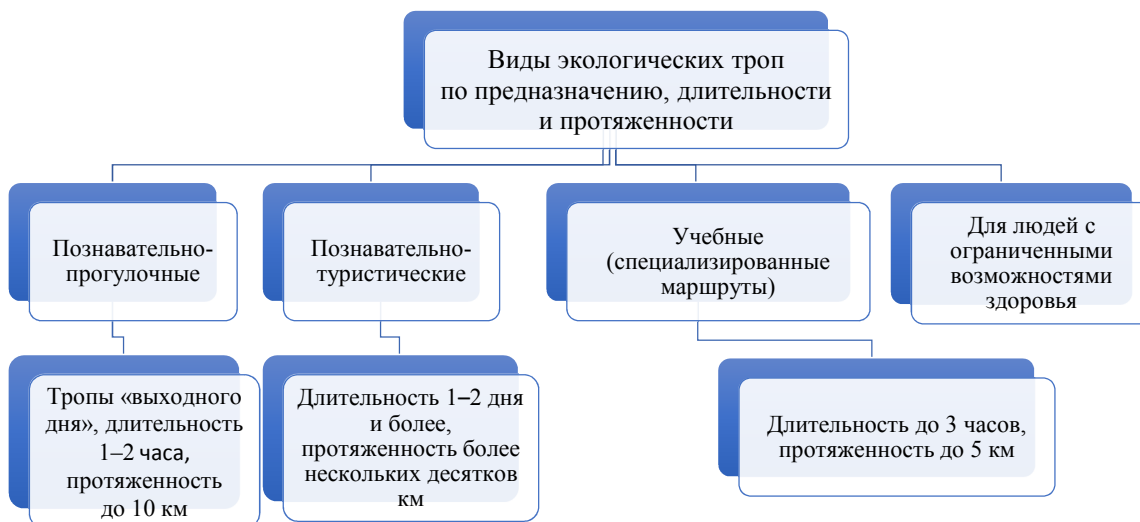 Виды экологических троп
по предназначению, длительности
и протяженности
Познавательно-
прогулочные
Познавательно-
туристические
Учебные
(специализированные
маршруты)
Для людей с
ограниченными
возможностями
здоровья
Тропы «выходного
дня», длительность
1–2 часа,
протяженность
до 10 км
Длительность 1–2 дня
и более,
протяженность более
нескольких десятков
км
Длительность до 3 часов,
протяженность до 5 км